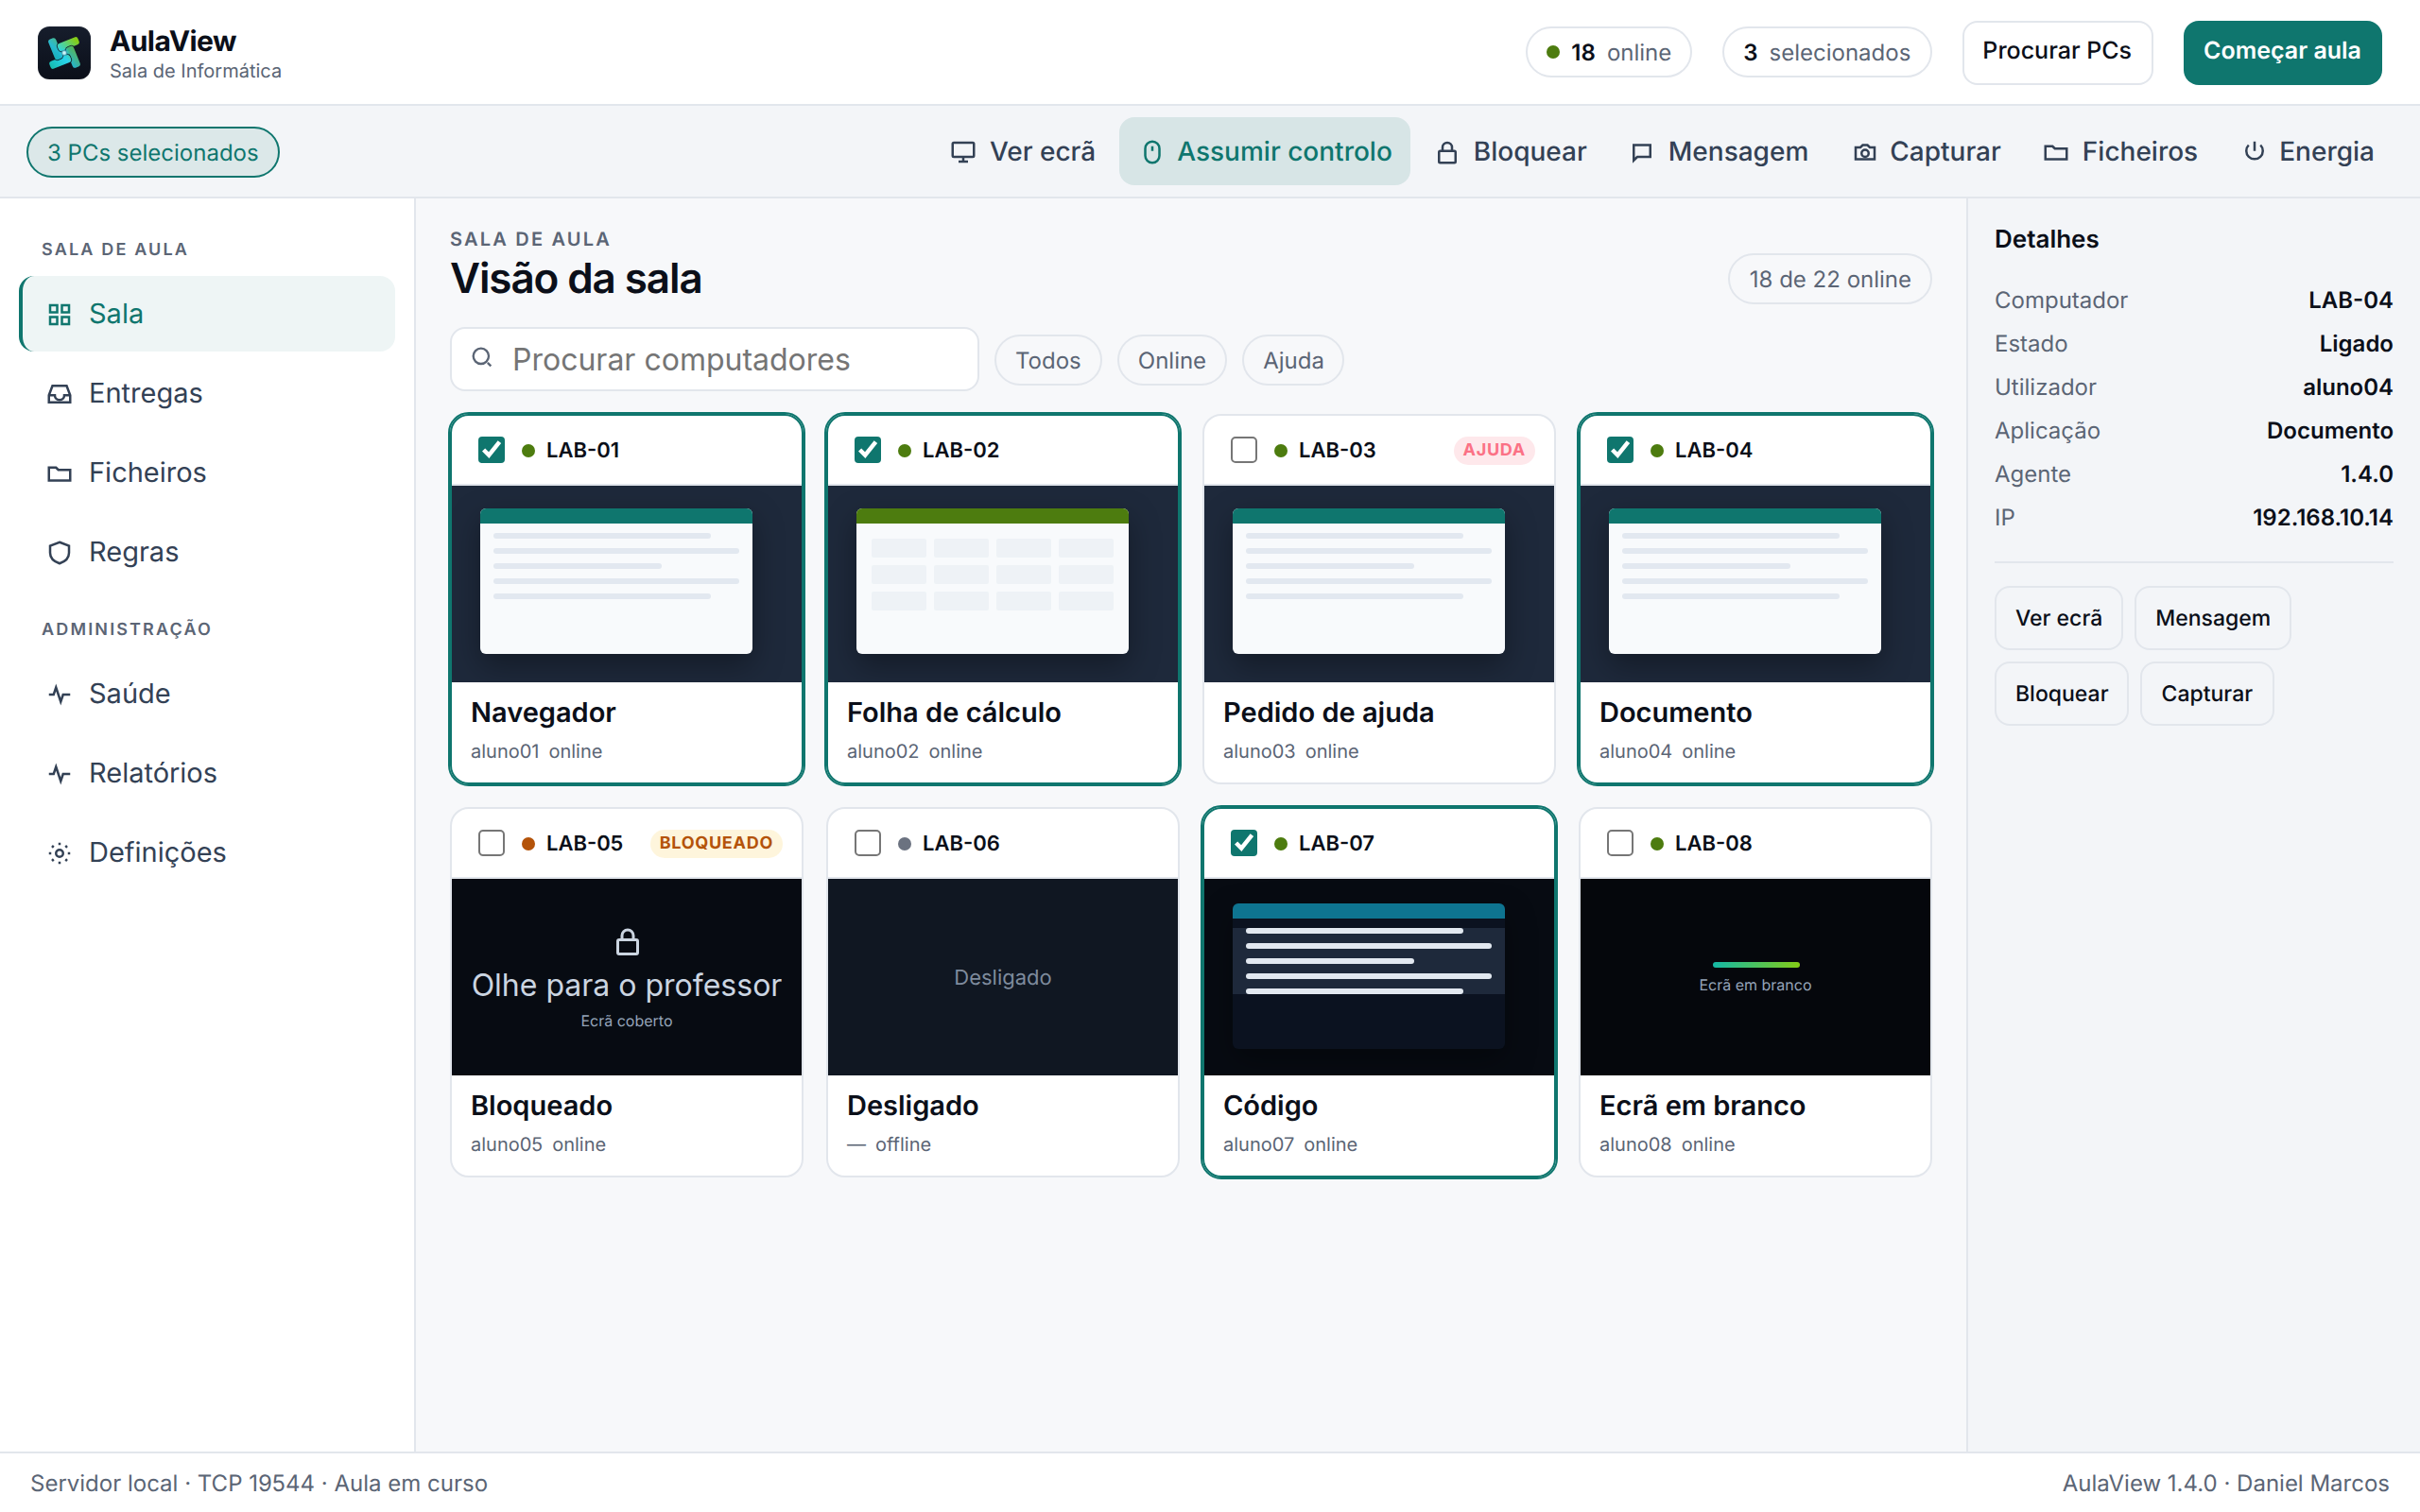 AulaView
Sala de Informática
18 online
3 selecionados
Procurar PCs
Começar aula
3 PCs selecionados
Ver ecrã
Assumir controlo
Bloquear
Mensagem
Capturar
Ficheiros
Energia
SALA DE AULA
Sala
Entregas
Ficheiros
Regras
ADMINISTRAÇÃO
Saúde
Relatórios
Definições
SALA DE AULA
Visão da sala
18 de 22 online
Procurar computadores
Todos
Online
Ajuda
LAB-01
Navegador
aluno01 online
LAB-02
Folha de cálculo
aluno02 online
LAB-03 AJUDA
Pedido de ajuda
aluno03 online
LAB-04
Documento
aluno04 online
LAB-05 BLOQUEADO
Olhe para o professor
Ecrã coberto
Bloqueado
aluno05 online
LAB-06
Desligado
Desligado
— offline
LAB-07
Código
aluno07 online
LAB-08
Ecrã em branco
Ecrã em branco
aluno08 online
Detalhes
Computador LAB-04
Estado Ligado
Utilizador aluno04
Aplicação Documento
Agente 1.4.0
IP 192.168.10.14
Ver ecrã
Mensagem
Bloquear
Capturar
Servidor local · TCP 19544 · Aula em curso
AulaView 1.4.0 · Daniel Marcos